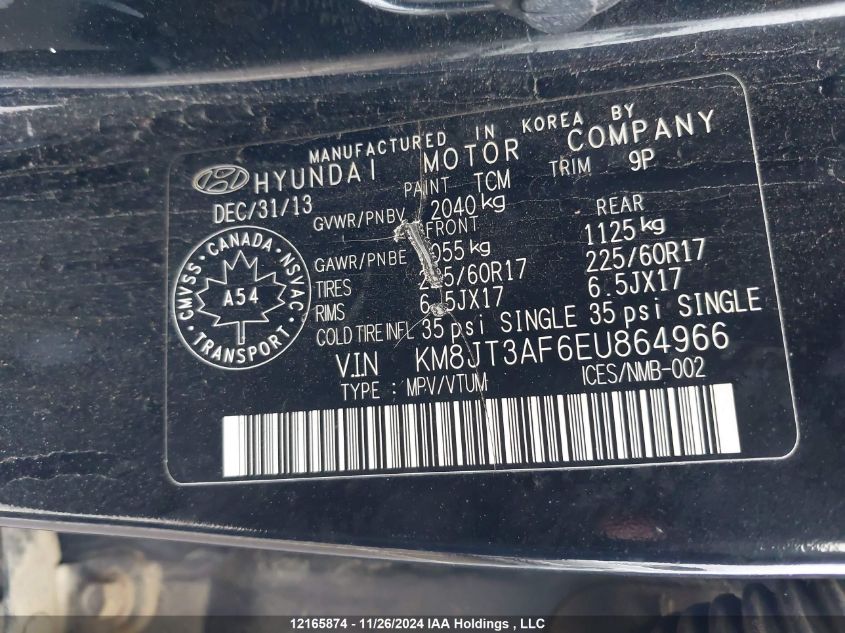 MANUFACTURED IN KOREA BY
HYUNDAI MOTOR COMPANY
DEC/31/13 PAINT TCM TRIM 9P
GVWR/PNBV 2040 kg
FRONT REAR
GAWR/PNBE 1125 kg
TIRES 225/60R17
RIMS 6.5JX17 6.5JX17
COLD TIRE INFL 35 psi SINGLE 35 psi SINGLE
VIN KM8JT3AF6EU864966
TYPE : MPV/VTUM ICES/NMB-002
CMVSS · CANADA · NSVAC
A54
TRANSPORT
12165874 - 11/26/2024 IAA Holdings , LLC